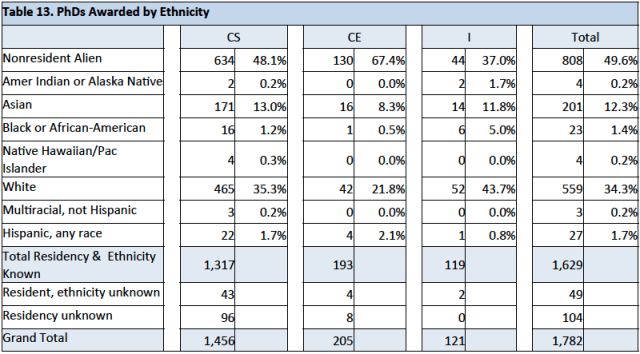 Table 13. PhDs Awarded by Ethnicity
CS CE I Total
Nonresident Alien 634 48.1% 130 67.4% 44 37.0% 808 49.6%
Amer Indian or Alaska Native 2 0.2% 0 0.0% 2 1.7% 4 0.2%
Asian 171 13.0% 16 8.3% 14 11.8% 201 12.3%
Black or African-American 16 1.2% 1 0.5% 6 5.0% 23 1.4%
Native Hawaiian/Pac
Islander 4 0.3% 0 0.0% 0 0.0% 4 0.2%
White 465 35.3% 42 21.8% 52 43.7% 559 34.3%
Multiracial, not Hispanic 3 0.2% 0 0.0% 0 0.0% 3 0.2%
Hispanic, any race 22 1.7% 4 2.1% 1 0.8% 27 1.7%
Total Residency & Ethnicity
Known 1,317 193 119 1,629
Resident, ethnicity unknown 43 4 2 49
Residency unknown 96 8 0 104
Grand Total 1,456 205 121 1,782